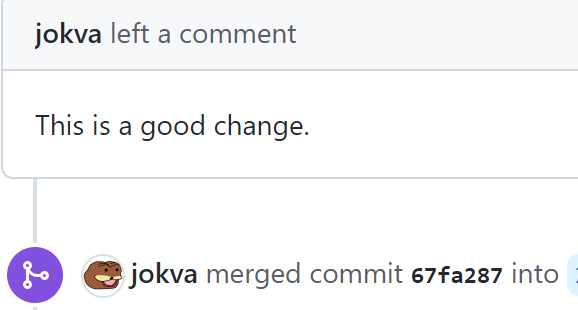 jokva left a comment
This is a good change.
jokva merged commit 67fa287 into